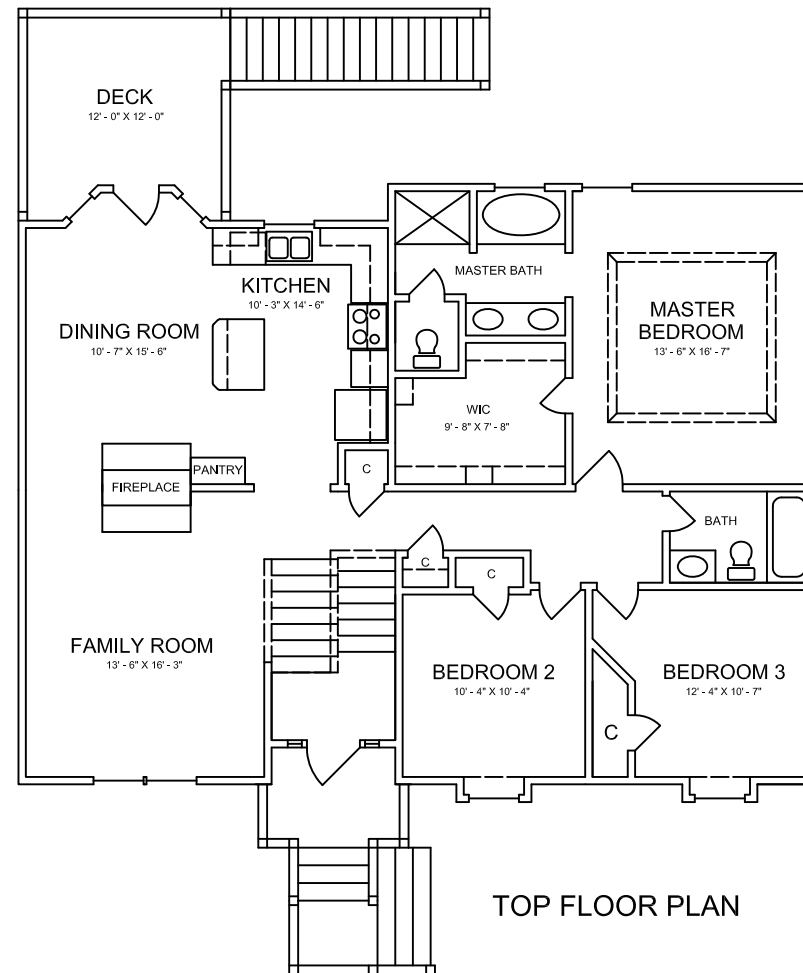 DECK
12' - 0" X 12' - 0"
KITCHEN
10' - 3" X 14' - 6"
MASTER BATH
DINING ROOM
10' - 7" X 15' - 6"
MASTER
BEDROOM
13' - 6" X 16' - 7"
WIC
9' - 8" X 7' - 8"
C
PANTRY
FIREPLACE
BATH
C
C
FAMILY ROOM
13' - 6" X 16' - 3"
BEDROOM 2
10' - 4" X 10' - 4"
BEDROOM 3
12' - 4" X 10' - 7"
C
TOP FLOOR PLAN